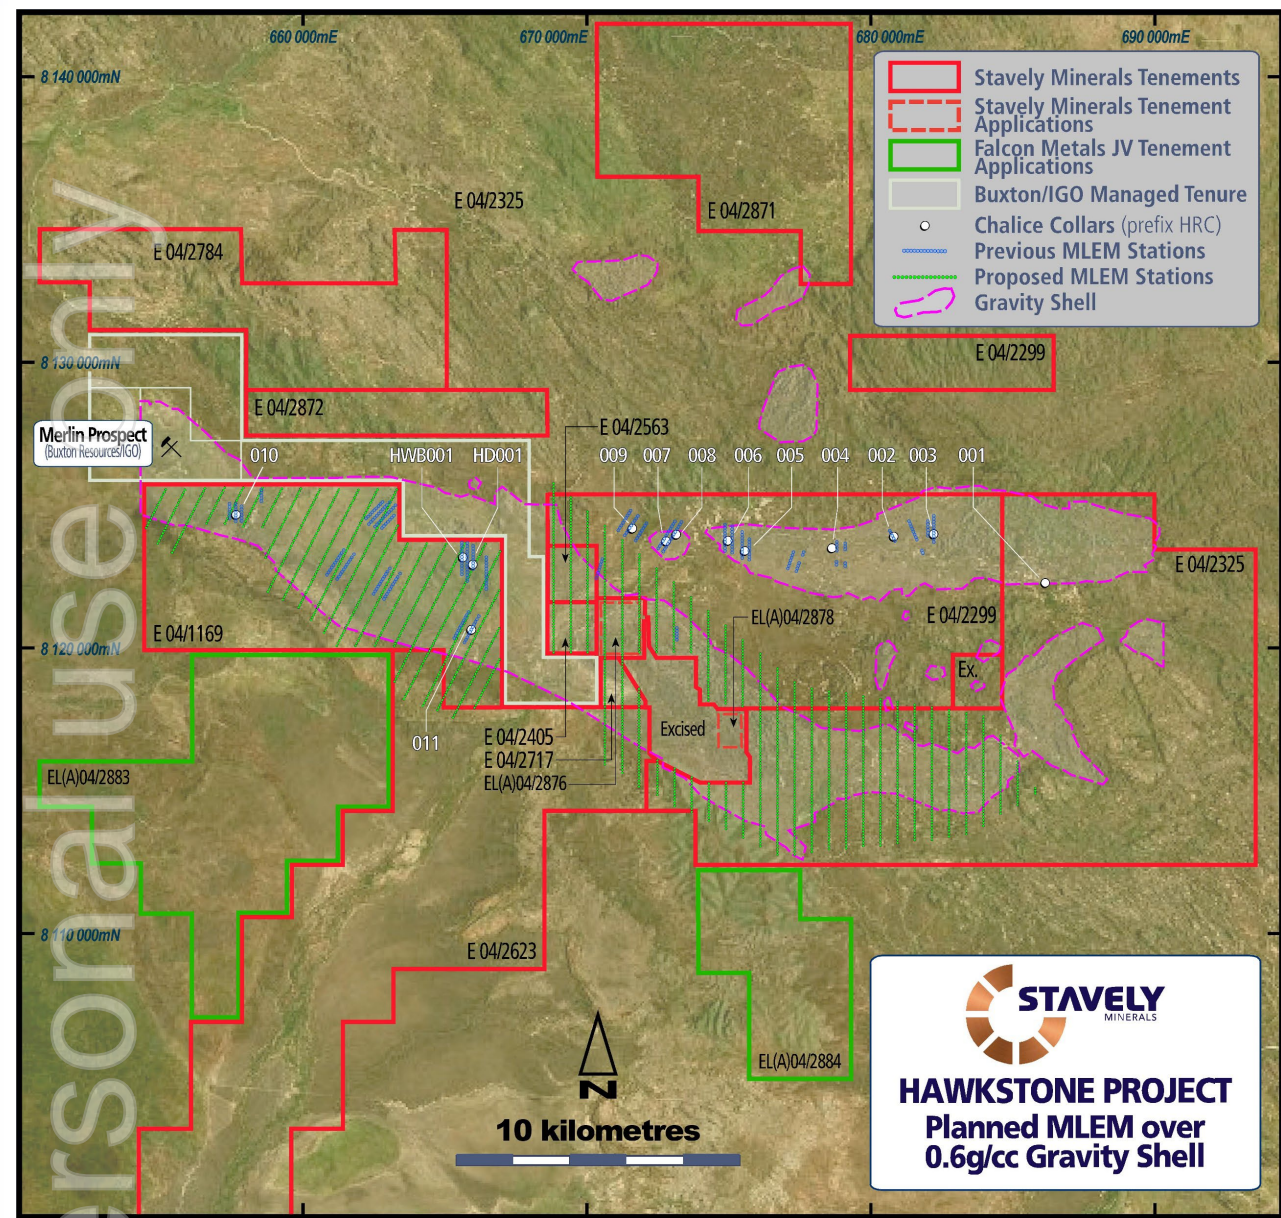 660 000mE
670 000mE
680 000mE
690 000mE
8 140 000mN
8 130 000mN
8 120 000mN
8 110 000mN
Stavely Minerals Tenements
Stavely Minerals Tenement
Applications
Falcon Metals JV Tenement
Applications
Buxton/IGO Managed Tenure
Chalice Collars (prefix HRC)
Previous MLEM Stations
Proposed MLEM Stations
Gravity Shell
E 04/2325
E 04/2871
E 04/2784
E 04/2299
E 04/2872
E 04/2563
Merlin Prospect
(Buxton Resources/IGO)
010
HWB001
HD001
009
007
008
006
005
004
002
003
001
E 04/2325
E 04/1169
EL(A)04/2878
E 04/2299
Ex.
Excised
011
E 04/2405
E 04/2717
EL(A)04/2876
EL(A)04/2883
E 04/2623
EL(A)04/2884
N
10 kilometres
STAVELY
MINERALS
HAWKSTONE PROJECT
Planned MLEM over
0.6g/cc Gravity Shell
ersonal use only